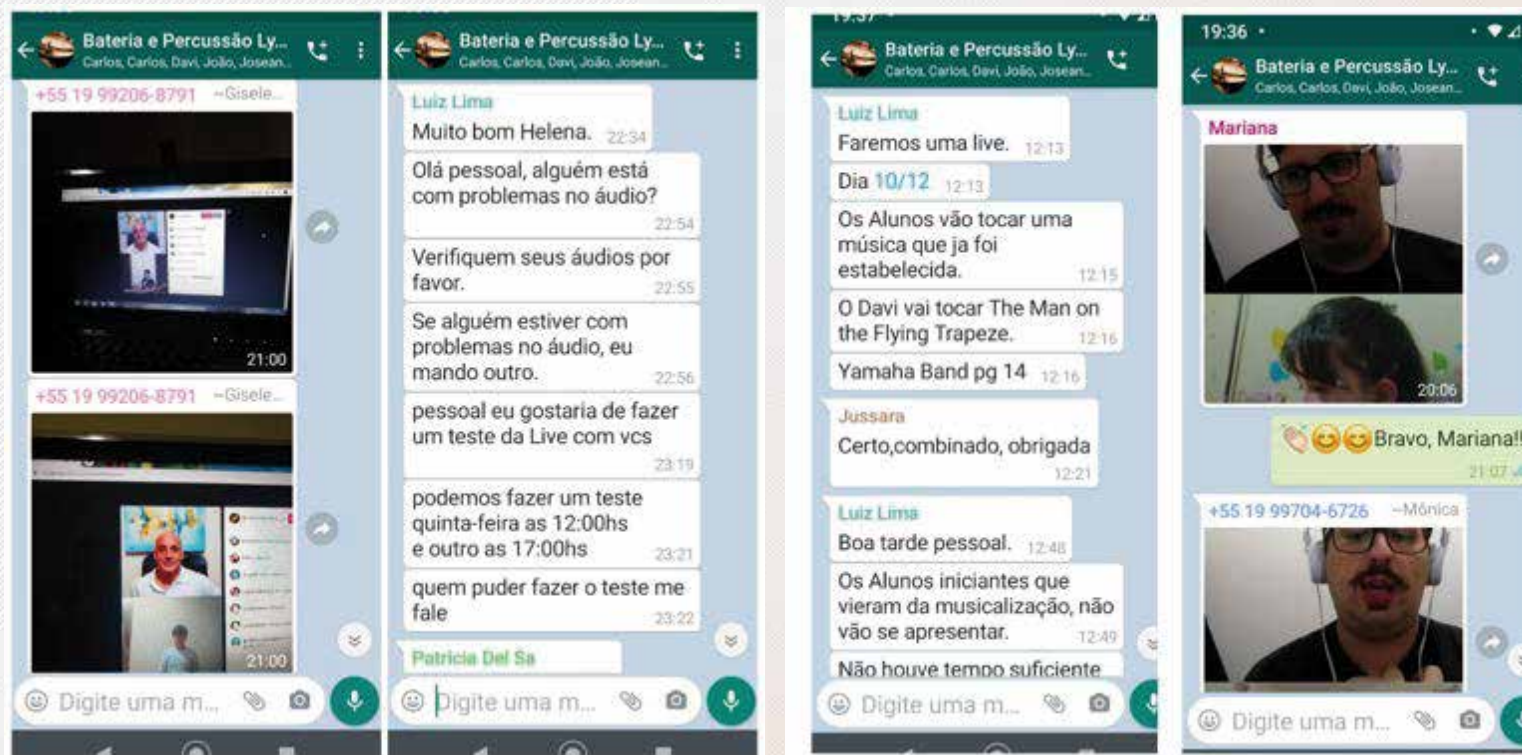 Bateria e Percussão Ly...
Carlos, Carlos, Davi, João, Josean...
+55 19 99206-8791 ~Gisele...
21:00
+55 19 99206-8791 ~Gisele...
21:00
Digite uma m...
Bateria e Percussão Ly...
Carlos, Carlos, Davi, João, Josean...
Luiz Lima
Muito bom Helena. 22:34
Olá pessoal, alguém está
com problemas no áudio?
22:54
Verifiquem seus áudios por
favor. 22:55
Se alguém estiver com
problemas no áudio, eu
mando outro. 22:56
pessoal eu gostaria de fazer
um teste da Live com vcs
23:19
podemos fazer um teste
quinta-feira as 12:00hs
e outro as 17:00hs 23:21
quem puder fazer o teste me
fale 23:22
Patricia Del Sa
Digite uma m...
19:37
Bateria e Percussão Ly...
Carlos, Carlos, Davi, João, Josean...
Luiz Lima
Faremos uma live. 12:13
Dia 10/12 12:13
Os Alunos vão tocar uma
música que ja foi
estabelecida. 12:15
O Davi vai tocar The Man on
the Flying Trapeze. 12:16
Yamaha Band pg 14 12:16
Jussara
Certo,combinado, obrigada
12:21
Luiz Lima
Boa tarde pessoal. 12:48
Os Alunos iniciantes que
vieram da musicalização, não
vão se apresentar. 12:49
Não houve tempo suficiente
Digite uma m...
19:36
Bateria e Percussão Ly...
Carlos, Carlos, Davi, João, Josean...
Mariana
20:06
Bravo, Mariana!!
21:07
+55 19 99704-6726 ~Mônica
Digite uma m...